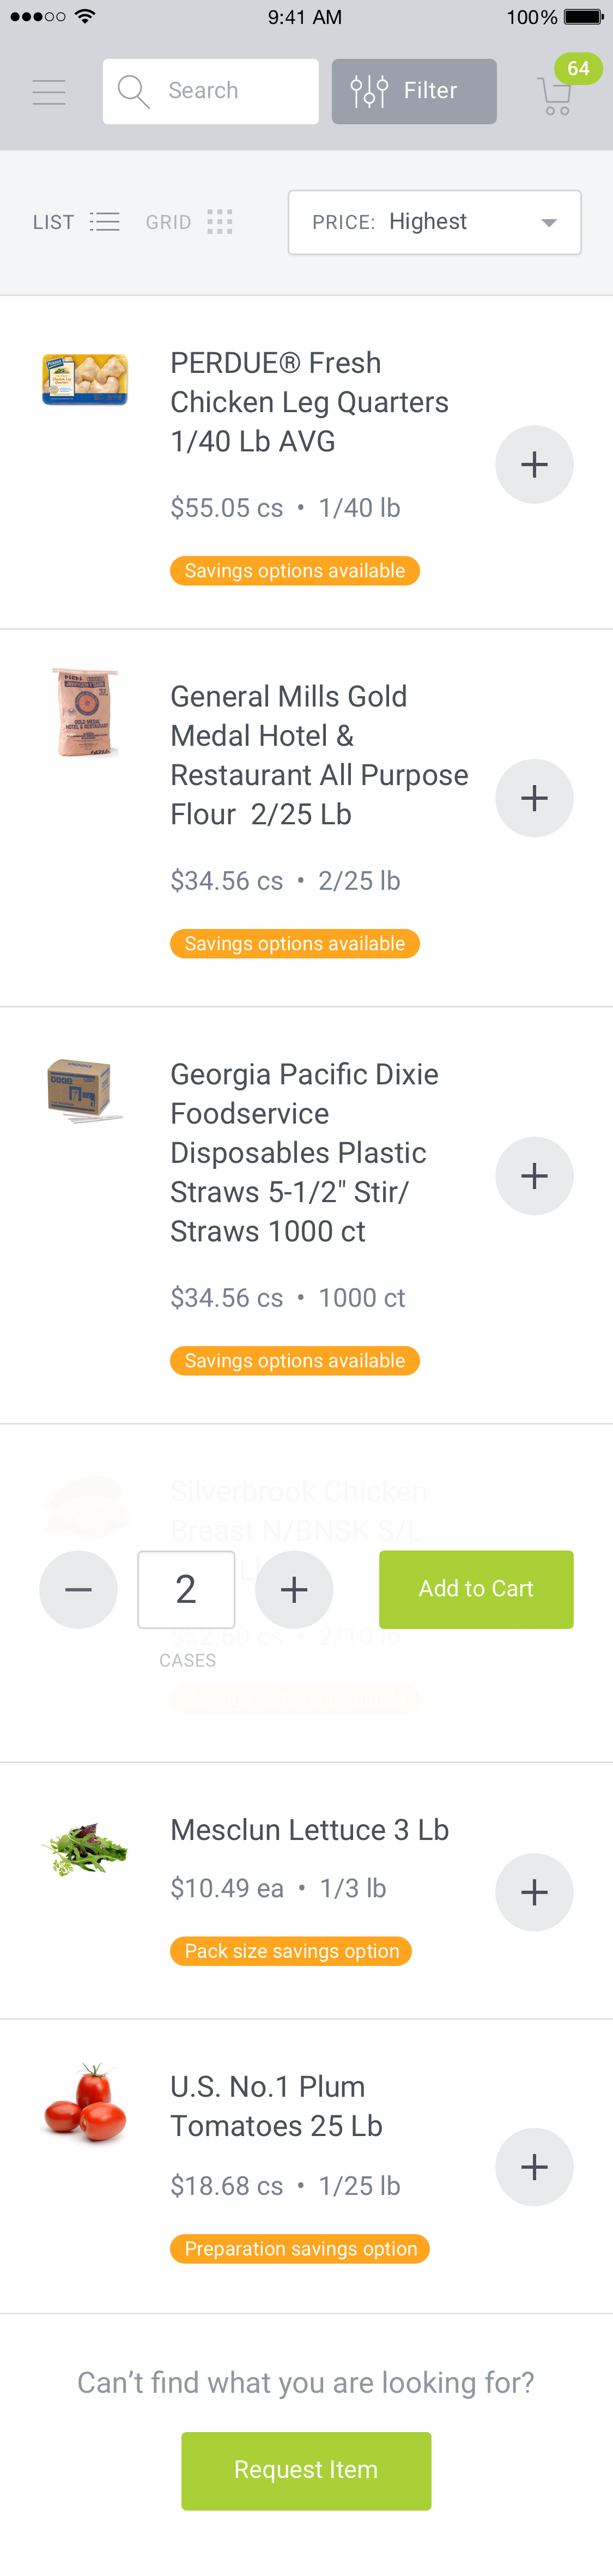 9:41 AM
100%
64
Search
Filter
LIST
GRID
PRICE: Highest
PERDUE® Fresh
Chicken Leg Quarters
1/40 Lb AVG
$55.05 cs • 1/40 lb
Savings options available
General Mills Gold
Medal Hotel &
Restaurant All Purpose
Flour 2/25 Lb
$34.56 cs • 2/25 lb
Savings options available
Georgia Pacific Dixie
Foodservice
Disposables Plastic
Straws 5-1/2" Stir/
Straws 1000 ct
$34.56 cs • 1000 ct
Savings options available
Silverbrook Chicken
Breast N/BNSK S/L
2
Add to Cart
$52.60 cs • 2/10 lb
CASES
Mesclun Lettuce 3 Lb
$10.49 ea • 1/3 lb
Pack size savings option
U.S. No.1 Plum
Tomatoes 25 Lb
$18.68 cs • 1/25 lb
Preparation savings option
Can’t find what you are looking for?
Request Item